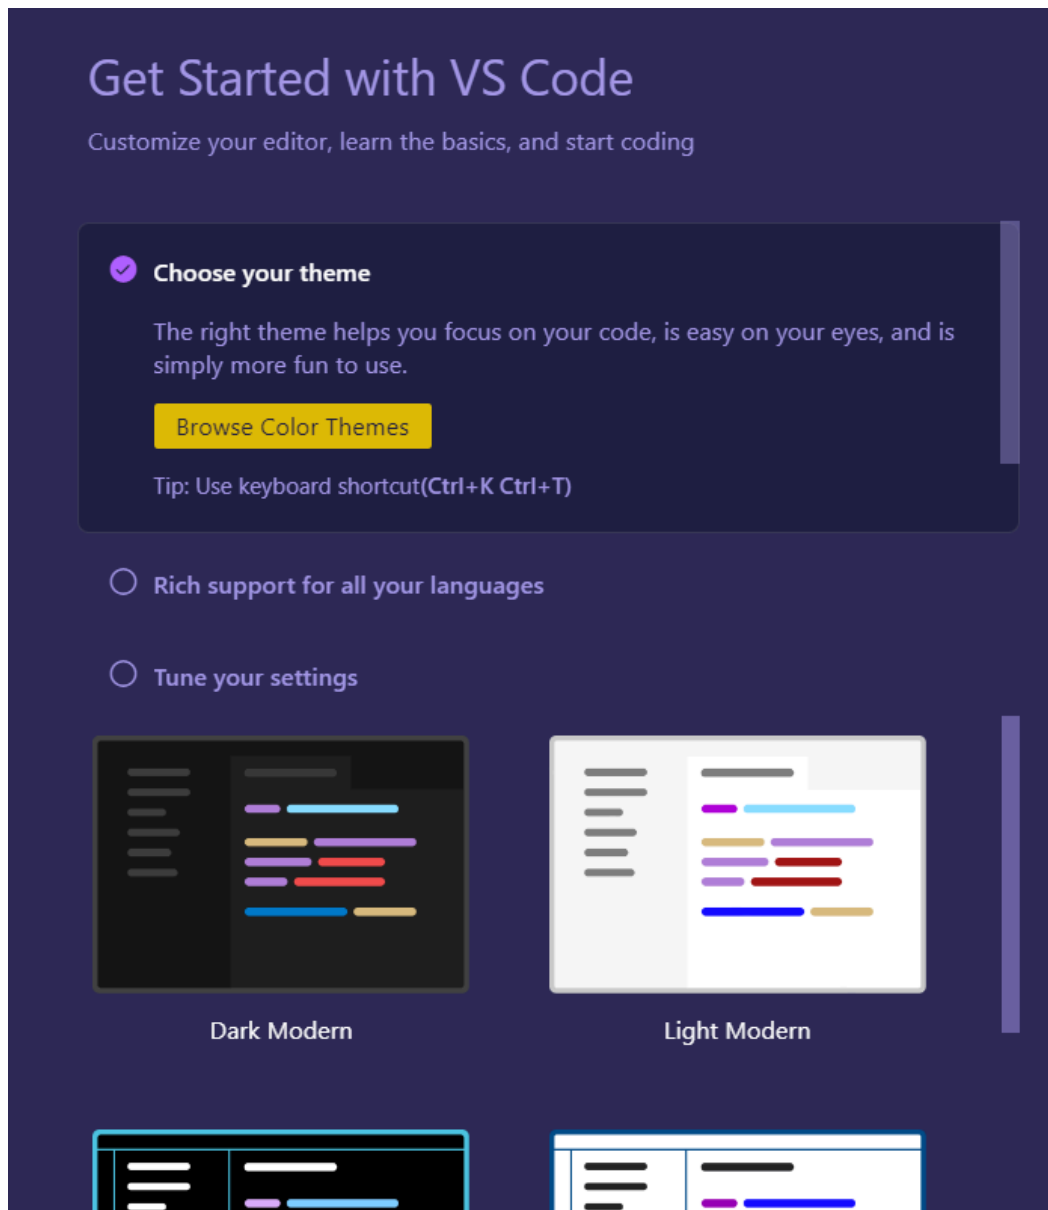 Get Started with VS Code
Customize your editor, learn the basics, and start coding
Choose your theme
The right theme helps you focus on your code, is easy on your eyes, and is
simply more fun to use.
Browse Color Themes
Tip: Use keyboard shortcut(Ctrl+K Ctrl+T)
Rich support for all your languages
Tune your settings
Dark Modern
Light Modern